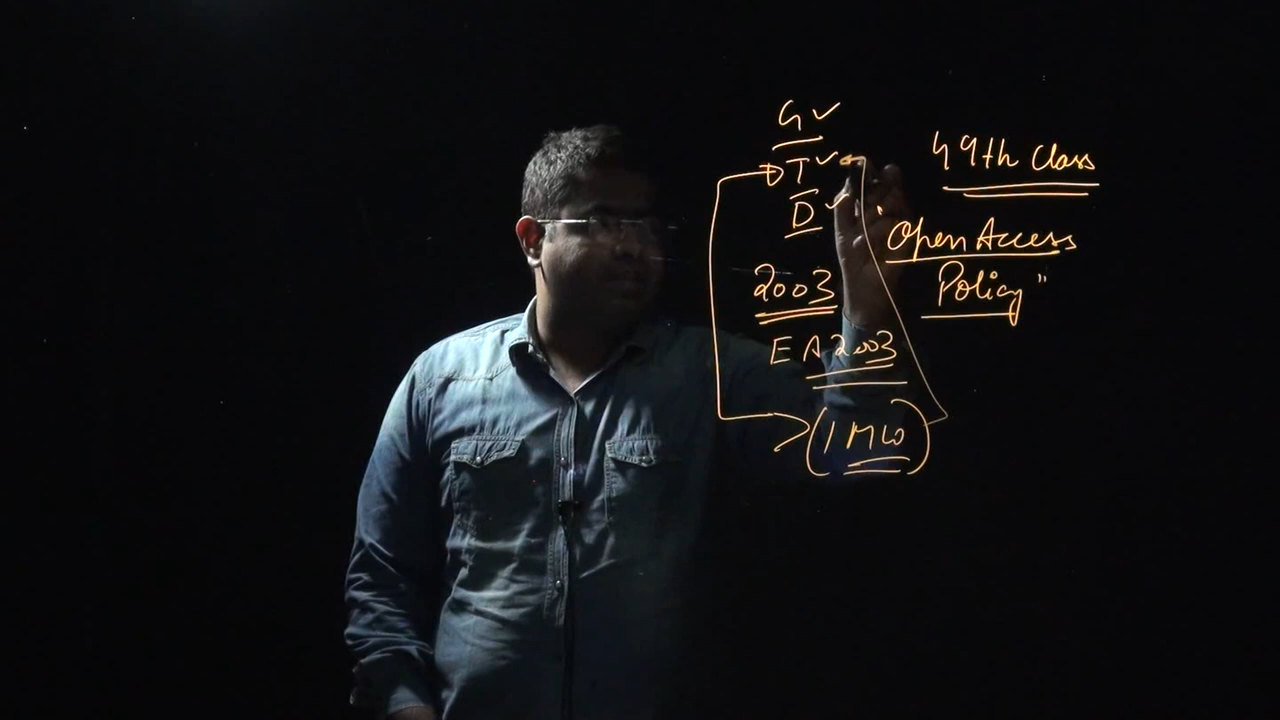 G
T
D
2003
EA 2003
(1 MW)
49th Class
"Open Access
Policy"